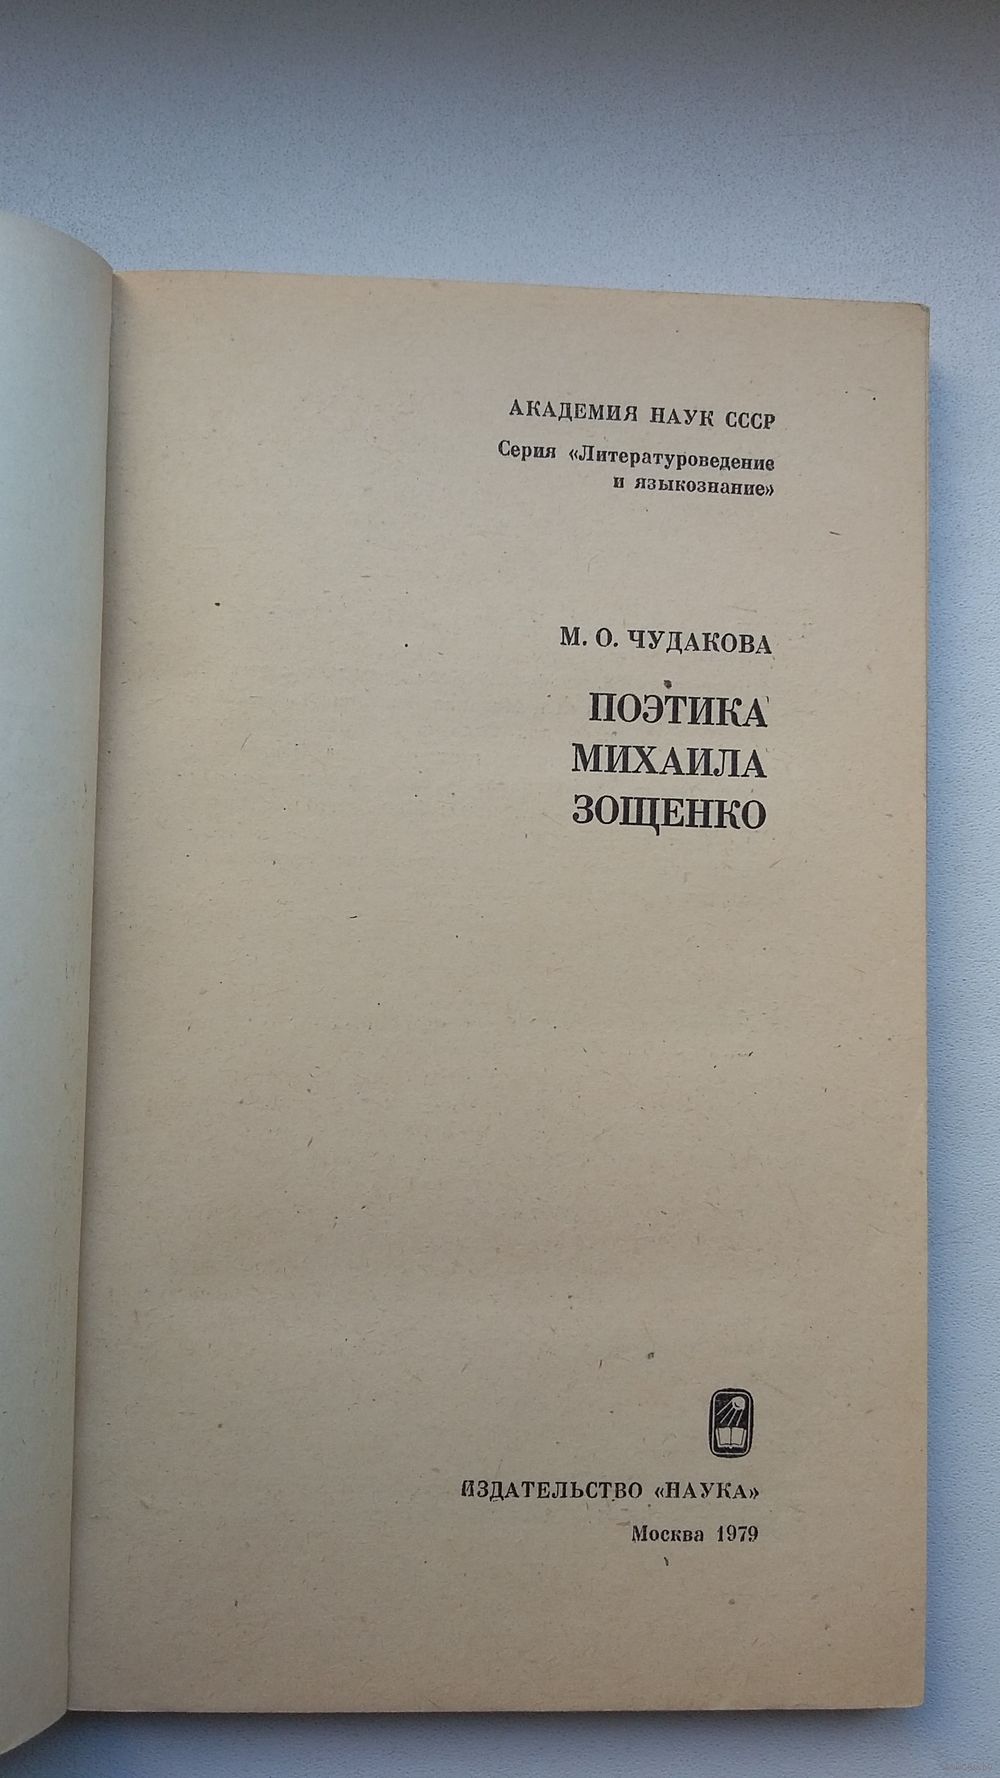 АКАДЕМИЯ НАУК СССР
Серия «Литературоведение
и языкознание»
М. О. ЧУДАКОВА
ПОЭТИКА
МИХАИЛА
ЗОЩЕНКО
ИЗДАТЕЛЬСТВО «НАУКА»
Москва 1979